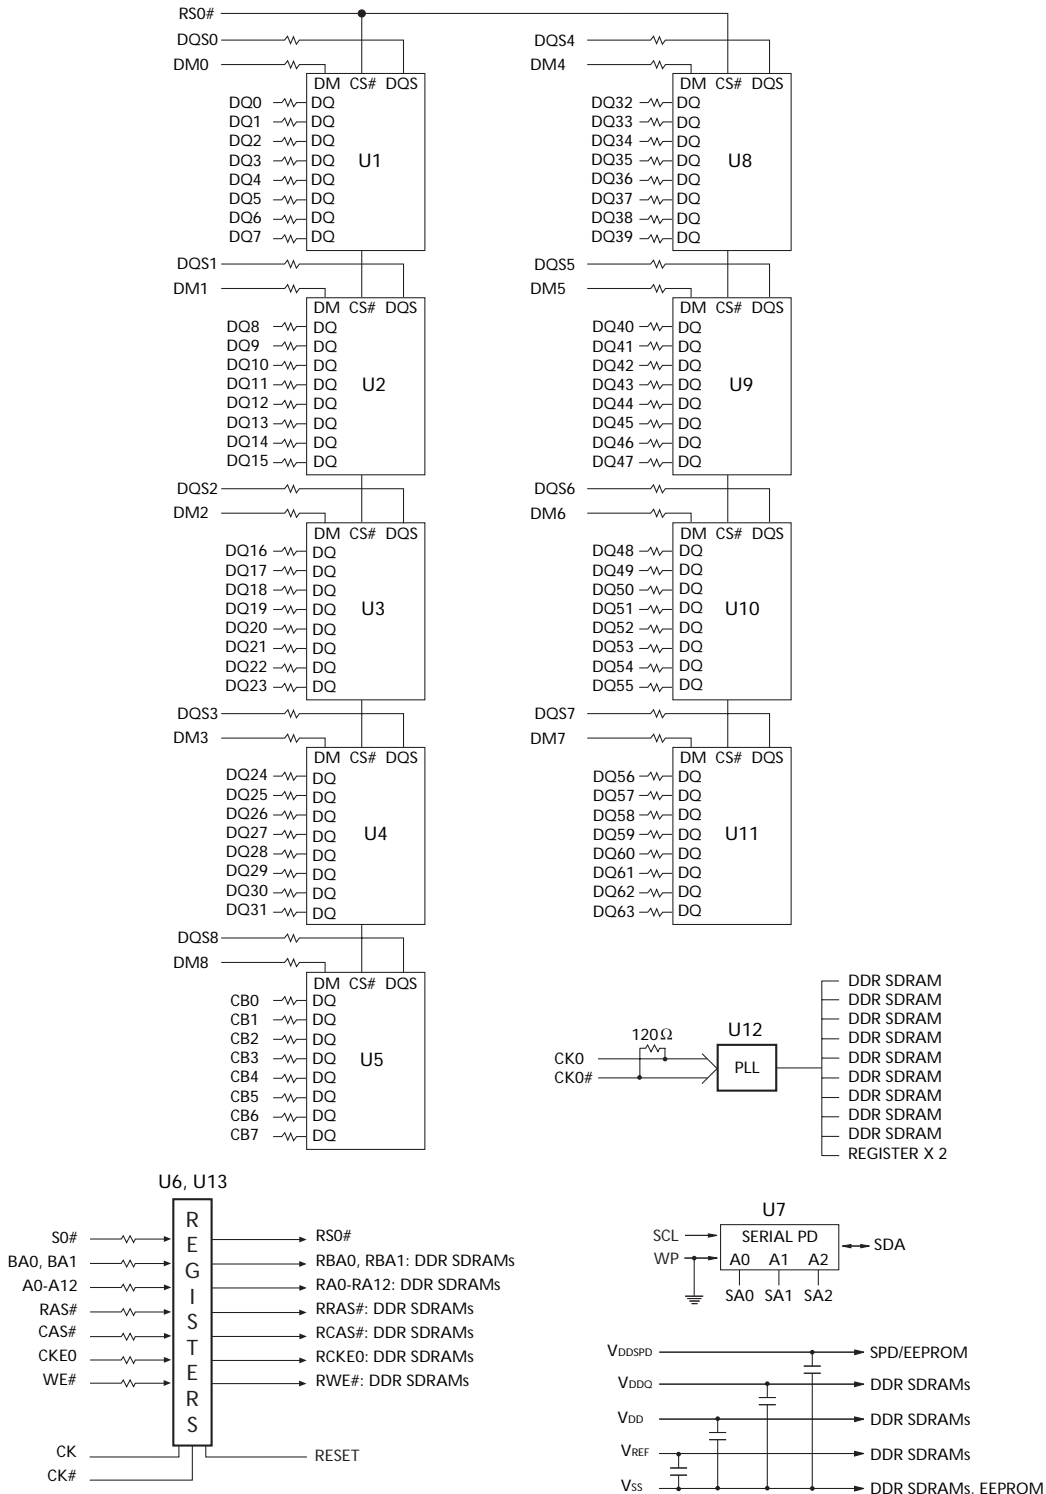 RS0#
DQS0
DM0
DM CS# DQS
DQ0 DQ
DQ1 DQ
DQ2 DQ
DQ3 DQ
U1
DQ4 DQ
DQ5 DQ
DQ6 DQ
DQ7 DQ
DQS1
DM1
DM CS# DQS
DQ8 DQ
DQ9 DQ
DQ10 DQ
DQ11 DQ
U2
DQ12 DQ
DQ13 DQ
DQ14 DQ
DQ15 DQ
DQS2
DM2
DM CS# DQS
DQ16 DQ
DQ17 DQ
DQ18 DQ
DQ19 DQ
U3
DQ20 DQ
DQ21 DQ
DQ22 DQ
DQ23 DQ
DQS3
DM3
DM CS# DQS
DQ24 DQ
DQ25 DQ
DQ26 DQ
DQ27 DQ
U4
DQ28 DQ
DQ29 DQ
DQ30 DQ
DQ31 DQ
DQS8
DM8
DM CS# DQS
CB0 DQ
CB1 DQ
CB2 DQ
CB3 DQ
U5
CB4 DQ
CB5 DQ
CB6 DQ
CB7 DQ
DQS4
DM4
DM CS# DQS
DQ32 DQ
DQ33 DQ
DQ34 DQ
DQ35 DQ
U8
DQ36 DQ
DQ37 DQ
DQ38 DQ
DQ39 DQ
DQS5
DM5
DM CS# DQS
DQ40 DQ
DQ41 DQ
DQ42 DQ
DQ43 DQ
U9
DQ44 DQ
DQ45 DQ
DQ46 DQ
DQ47 DQ
DQS6
DM6
DM CS# DQS
DQ48 DQ
DQ49 DQ
DQ50 DQ
DQ51 DQ
U10
DQ52 DQ
DQ53 DQ
DQ54 DQ
DQ55 DQ
DQS7
DM7
DM CS# DQS
DQ56 DQ
DQ57 DQ
DQ58 DQ
DQ59 DQ
U11
DQ60 DQ
DQ61 DQ
DQ62 DQ
DQ63 DQ
120Ω
U12
CK0
CK0#
PLL
DDR SDRAM
DDR SDRAM
DDR SDRAM
DDR SDRAM
DDR SDRAM
DDR SDRAM
DDR SDRAM
DDR SDRAM
DDR SDRAM
REGISTER X 2
U6, U13
REGISTERS
S0# RS0#
BA0, BA1 RBA0, RBA1: DDR SDRAMs
A0-A12 RA0-RA12: DDR SDRAMs
RAS# RRAS#: DDR SDRAMs
CAS# RCAS#: DDR SDRAMs
CKE0 RCKE0: DDR SDRAMs
WE# RWE#: DDR SDRAMs
CK
CK#
RESET
U7
SCL SERIAL PD SDA
WP A0 A1 A2
SA0 SA1 SA2
VDDSPD SPD/EEPROM
VDDQ DDR SDRAMs
VDD DDR SDRAMs
VREF DDR SDRAMs
VSS DDR SDRAMs, EEPROM